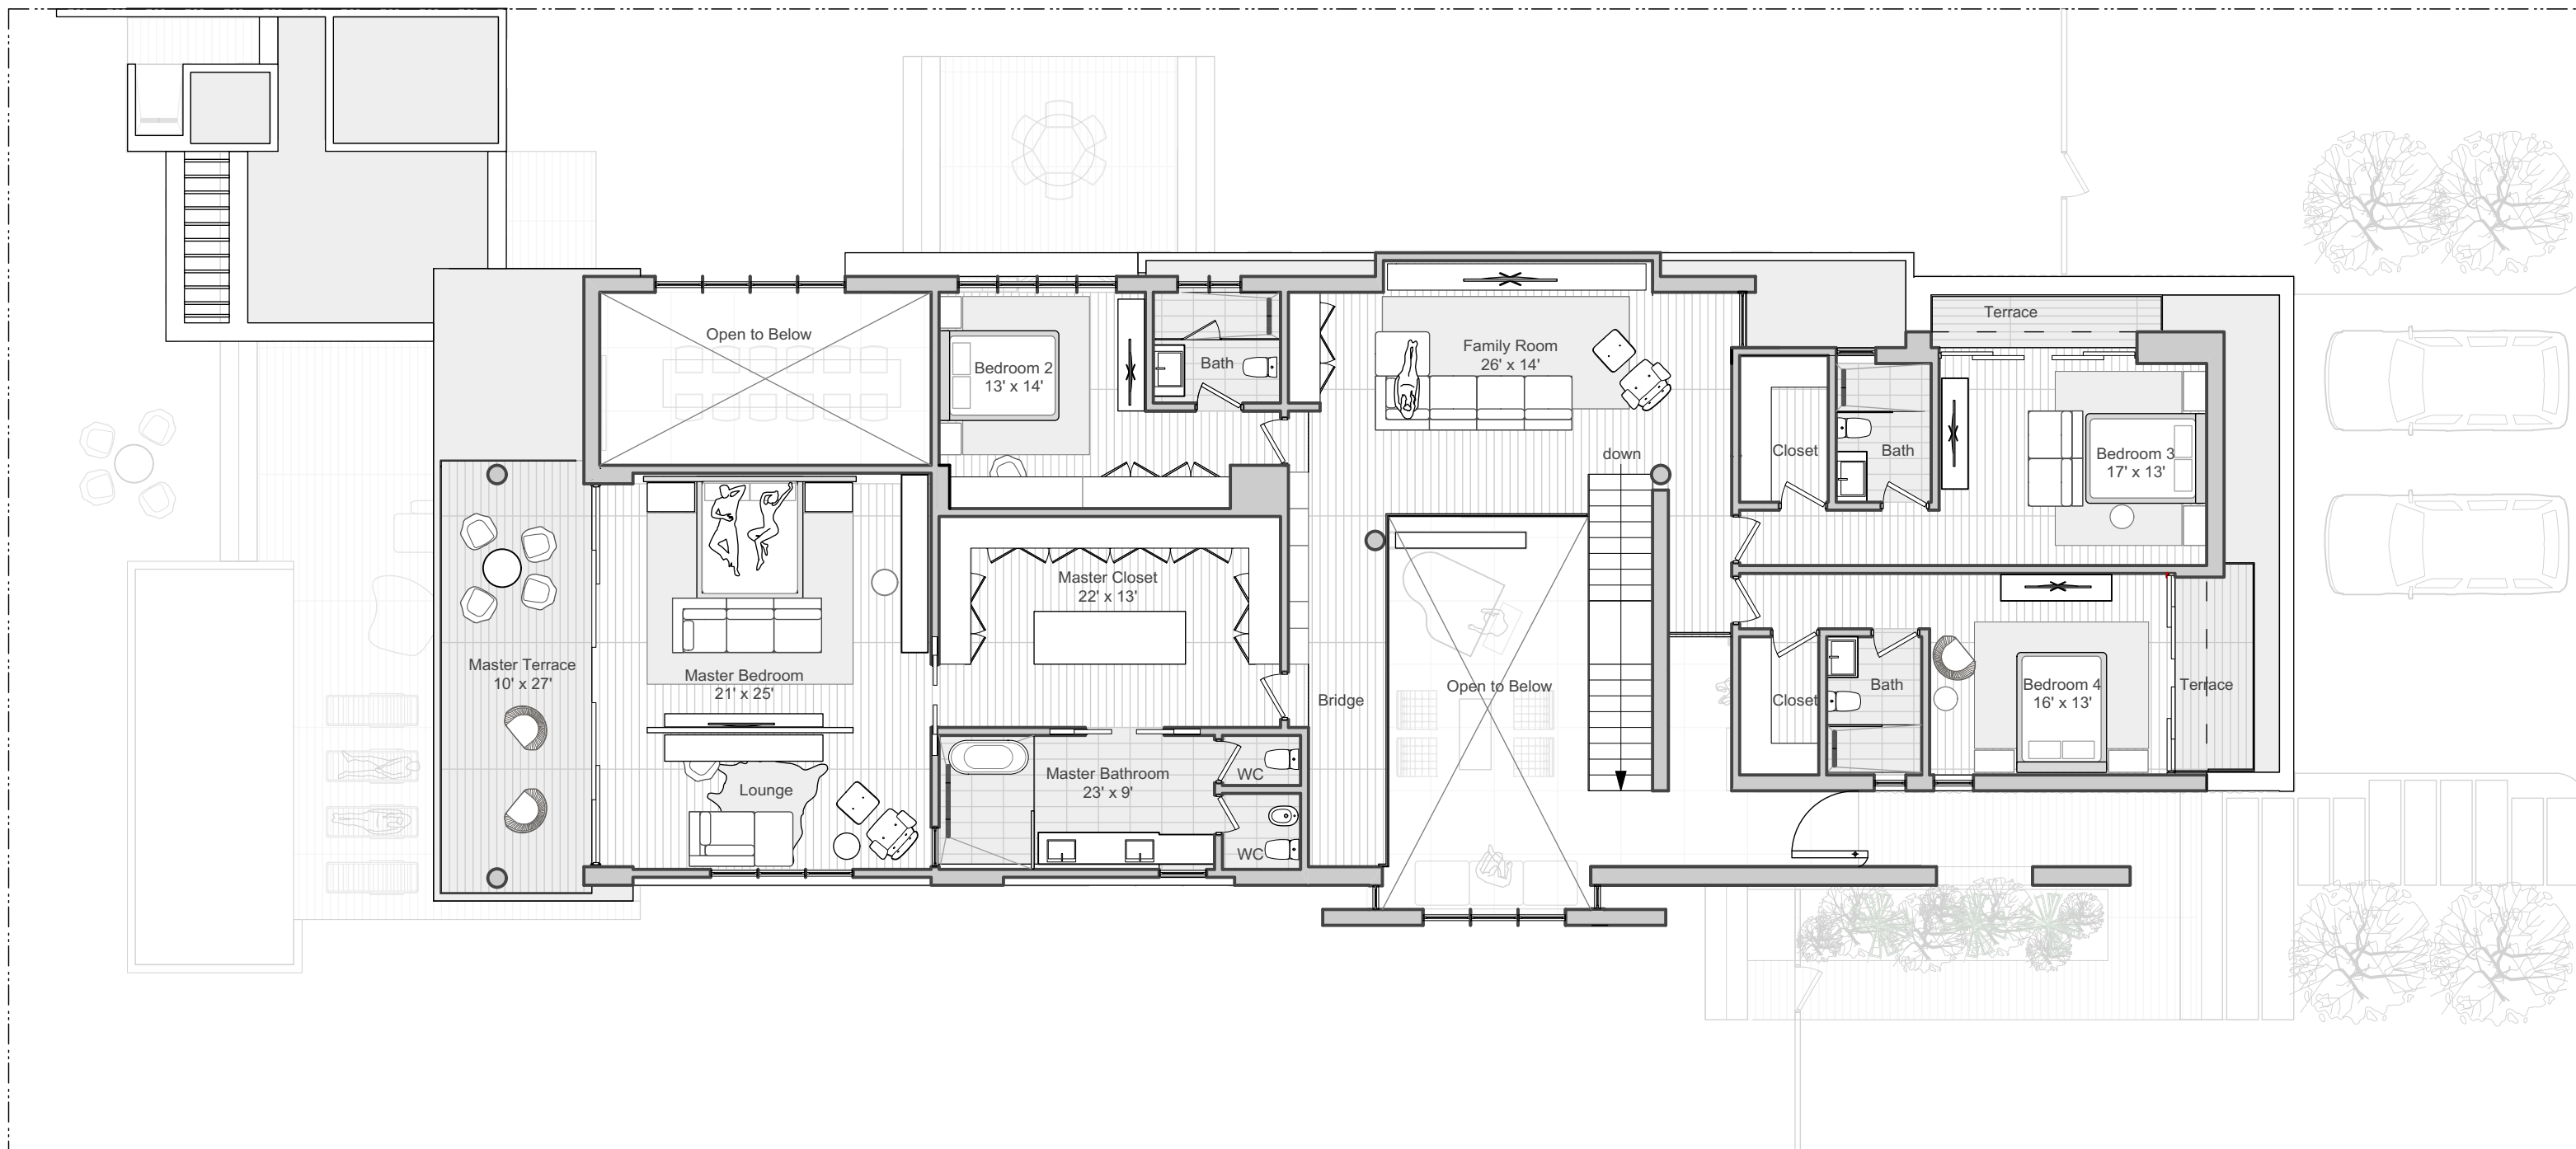 Open to Below
Bedroom 2
13' x 14'
Bath
Family Room
26' x 14'
Terrace
down
Closet
Bath
Bedroom 3
17' x 13'
Master Terrace
10' x 27'
Master Bedroom
21' x 25'
Master Closet
22' x 13'
Bridge
Open to Below
Closet
Bath
Bedroom 4
16' x 13'
Terrace
Lounge
Master Bathroom
23' x 9'
WC
WC